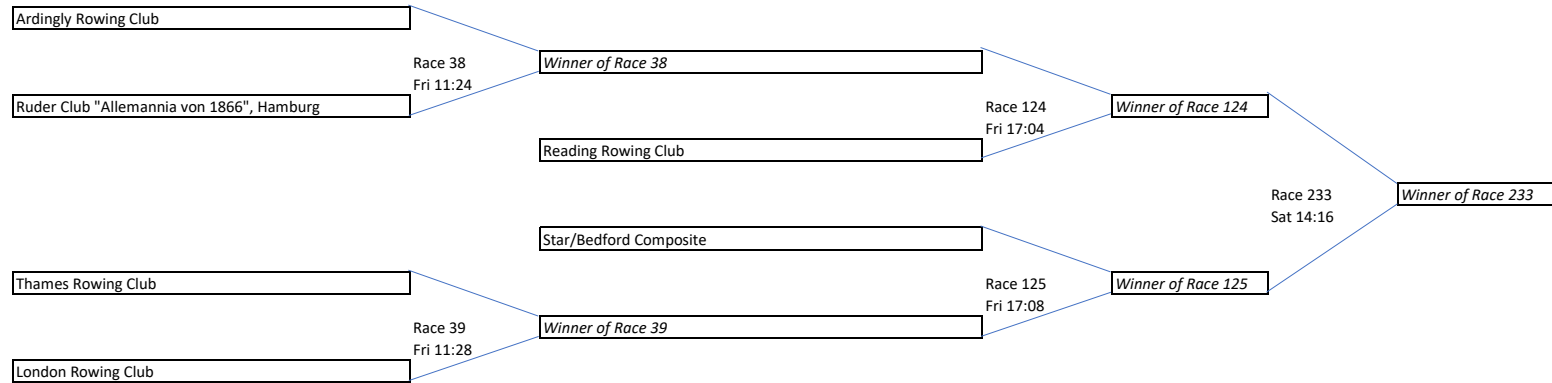 Ardingly Rowing Club
Race 38
Fri 11:24
Winner of Race 38
Ruder Club "Allemannia von 1866", Hamburg
Race 124
Fri 17:04
Winner of Race 124
Reading Rowing Club
Race 233
Sat 14:16
Winner of Race 233
Star/Bedford Composite
Thames Rowing Club
Race 125
Fri 17:08
Winner of Race 125
Race 39
Fri 11:28
Winner of Race 39
London Rowing Club